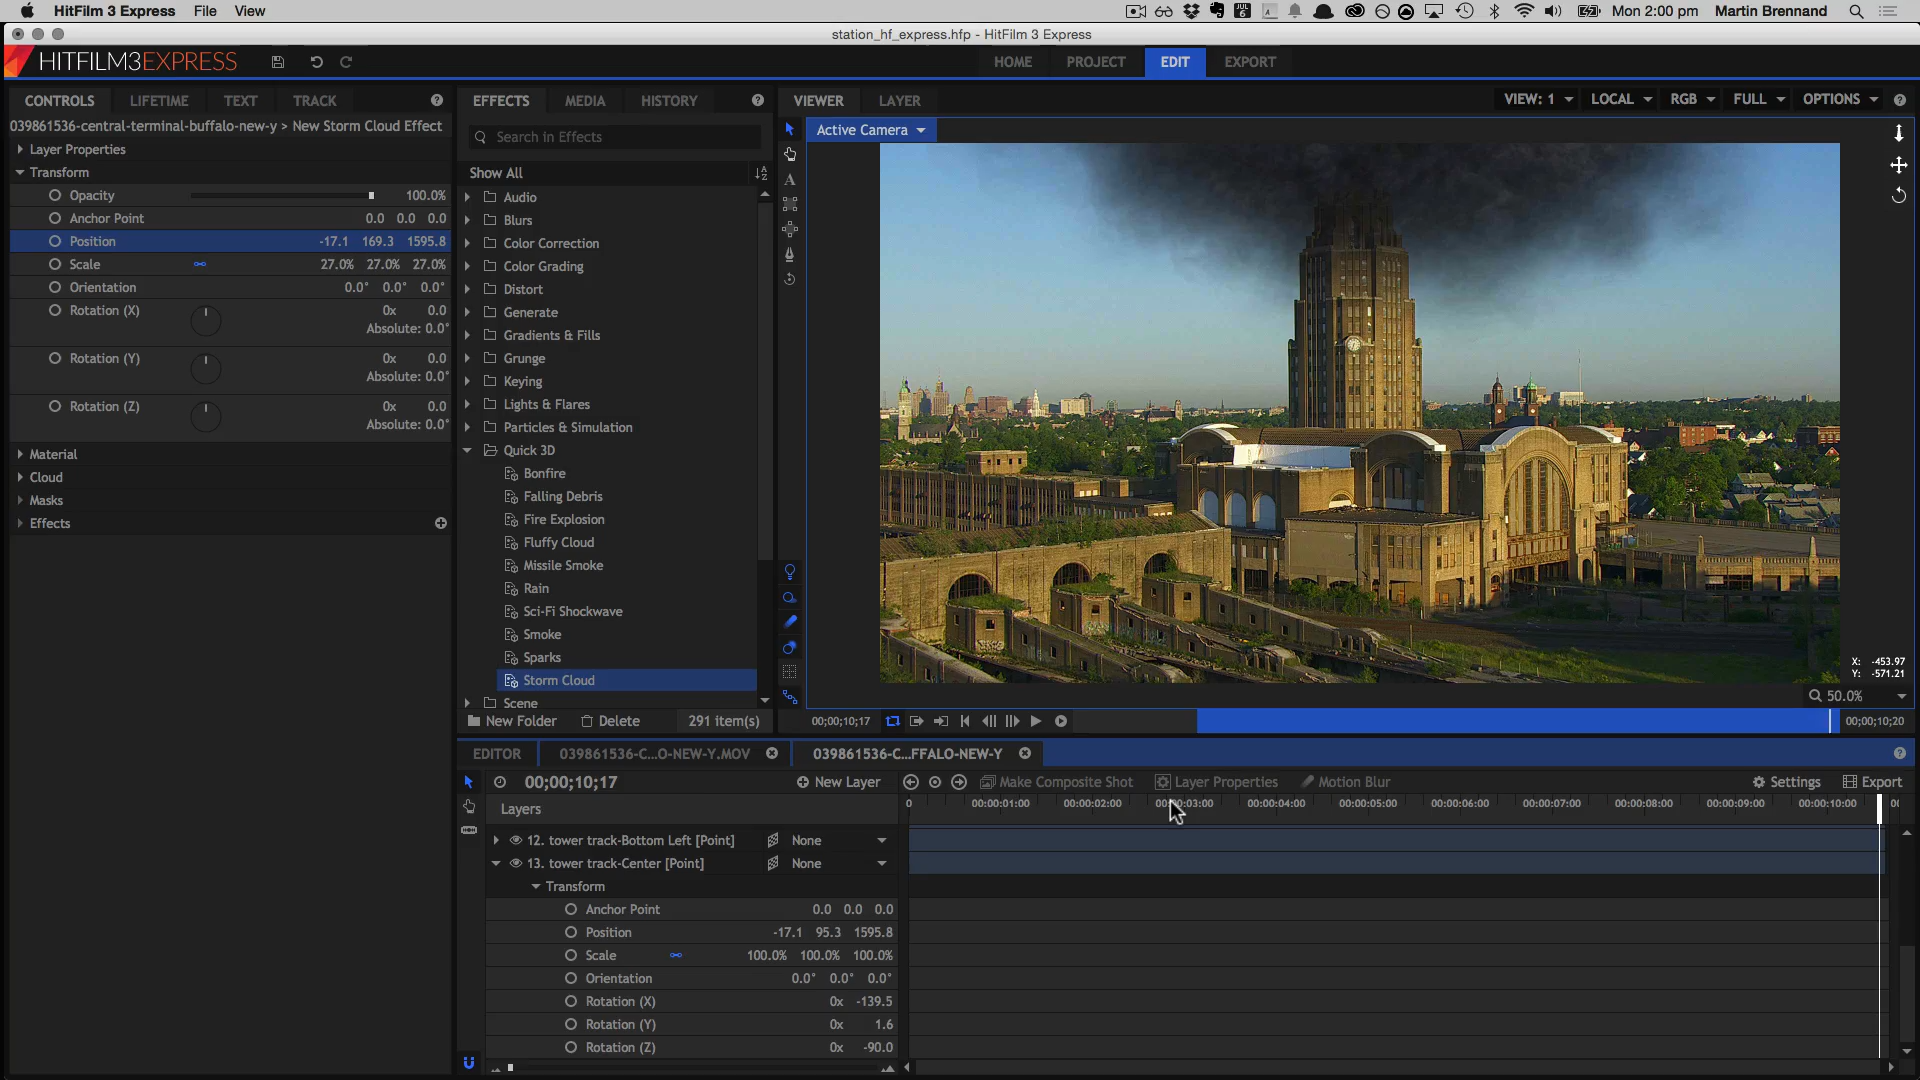 HitFilm 3 Express File View
Mon 2:00 pm Martin Brennand
station_hf_express.hfp - HitFilm 3 Express
HITFILM3EXPRESS
HOME PROJECT EDIT EXPORT
CONTROLS LIFETIME TEXT TRACK
039861536-central-terminal-buffalo-new-y > New Storm Cloud Effect
Layer Properties
Transform
Opacity 100.0%
Anchor Point 0.0 0.0 0.0
Position -17.1 169.3 1595.8
Scale 27.0% 27.0% 27.0%
Orientation 0.0° 0.0° 0.0°
Rotation (X) 0x 0.0
Absolute: 0.0°
Rotation (Y) 0x 0.0
Absolute: 0.0°
Rotation (Z) 0x 0.0
Absolute: 0.0°
Material
Cloud
Masks
Effects
EFFECTS MEDIA HISTORY
Search in Effects
Show All
Audio
Blurs
Color Correction
Color Grading
Distort
Generate
Gradients & Fills
Grunge
Keying
Lights & Flares
Particles & Simulation
Quick 3D
Bonfire
Falling Debris
Fire Explosion
Fluffy Cloud
Missile Smoke
Rain
Sci-Fi Shockwave
Smoke
Sparks
Storm Cloud
Scene
New Folder Delete 291 item(s)
VIEWER LAYER
VIEW: 1 LOCAL RGB FULL OPTIONS
Active Camera
X: -453.97
Y: -571.21
50.0%
00;00;10;17
00;00;10;20
EDITOR 039861536-C...O-NEW-Y.MOV 039861536-C...FFALO-NEW-Y
00;00;10;17 New Layer Make Composite Shot Layer Properties Motion Blur Settings Export
Layers
0 00:00:01:00 00:00:02:00 00:00:03:00 00:00:04:00 00:00:05:00 00:00:06:00 00:00:07:00 00:00:08:00 00:00:09:00 00:00:10:00
12. tower track-Bottom Left [Point] None
13. tower track-Center [Point] None
Transform
Anchor Point 0.0 0.0 0.0
Position -17.1 95.3 1595.8
Scale 100.0% 100.0% 100.0%
Orientation 0.0° 0.0° 0.0°
Rotation (X) 0x -139.5
Rotation (Y) 0x 1.6
Rotation (Z) 0x -90.0